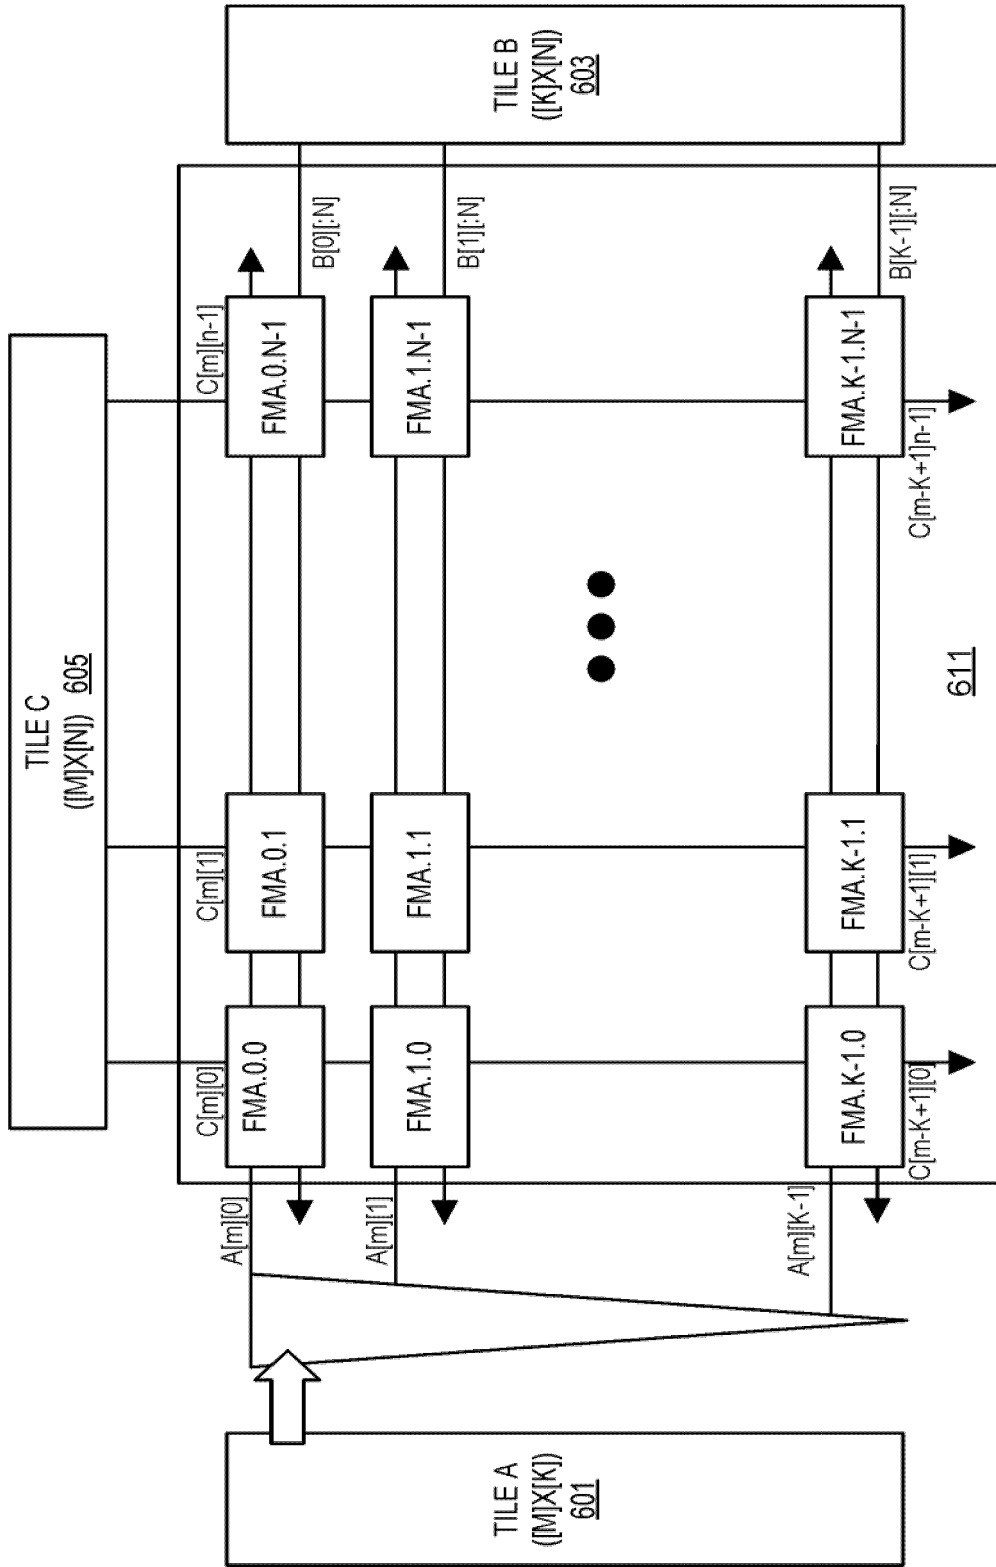 TILE C
([M]X[N]) 605
TILE A
([M]X[K])
601
TILE B
([K]X[N])
603
C[m][0]
C[m][1]
C[m][n-1]
A[m][0]
FMA.0.0
FMA.0.1
FMA.0.N-1
B[0][:N]
A[m][1]
FMA.1.0
FMA.1.1
FMA.1.N-1
B[1][:N]
A[m][K-1]
FMA.K-1.0
FMA.K-1.1
FMA.K-1.N-1
B[K-1][:N]
C[m-K+1][0]
C[m-K+1][1]
C[m-K+1]n-1]
611